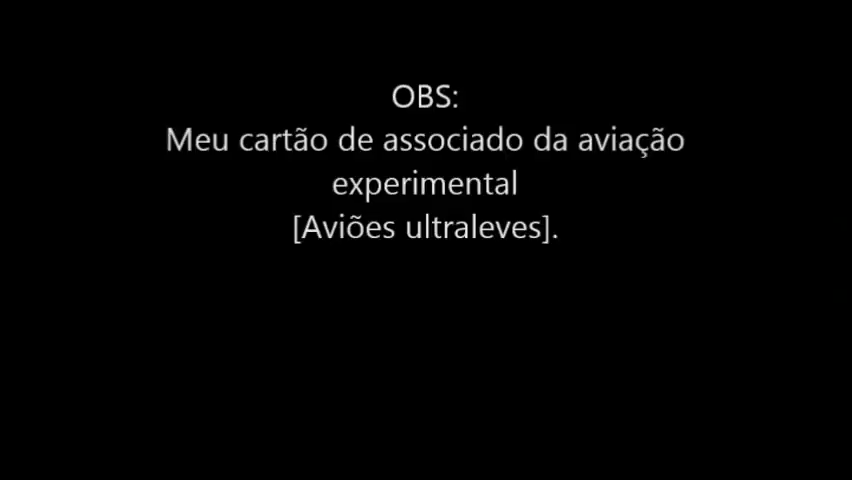 OBS:
Meu cartão de associado da aviação
experimental
[Aviões ultraleves].